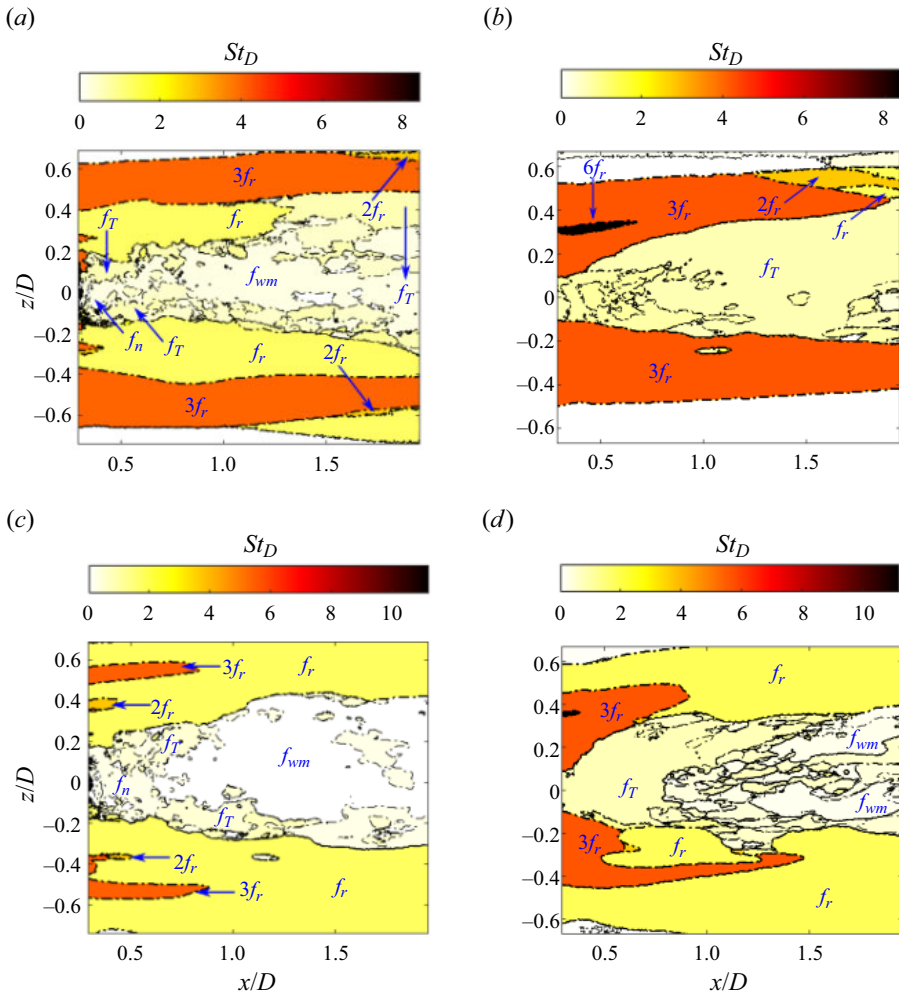 (a) (b)
St_D St_D
0 2 4 6 8 0 2 4 6 8
0.6 0.4 0.2 0 –0.2 –0.4 –0.6
z/D
3f_r
2f_r
f_T
f_r
f_wm
f_T
f_n
f_T
f_r
2f_r
3f_r
0.5 1.0 1.5
0.6 0.4 0.2 0 –0.2 –0.4 –0.6
z/D
6f_r
3f_r
2f_r
f_r
f_T
3f_r
0.5 1.0 1.5
(c) (d)
St_D St_D
0 2 4 6 8 10 0 2 4 6 8 10
0.6 0.4 0.2 0 –0.2 –0.4 –0.6
z/D
3f_r
f_r
2f_r
f_T
f_wm
f_n
f_T
2f_r
3f_r
f_r
0.5 1.0 1.5
x/D
0.6 0.4 0.2 0 –0.2 –0.4 –0.6
z/D
f_r
3f_r
f_wm
f_T
f_wm
3f_r
f_r
f_r
0.5 1.0 1.5
x/D